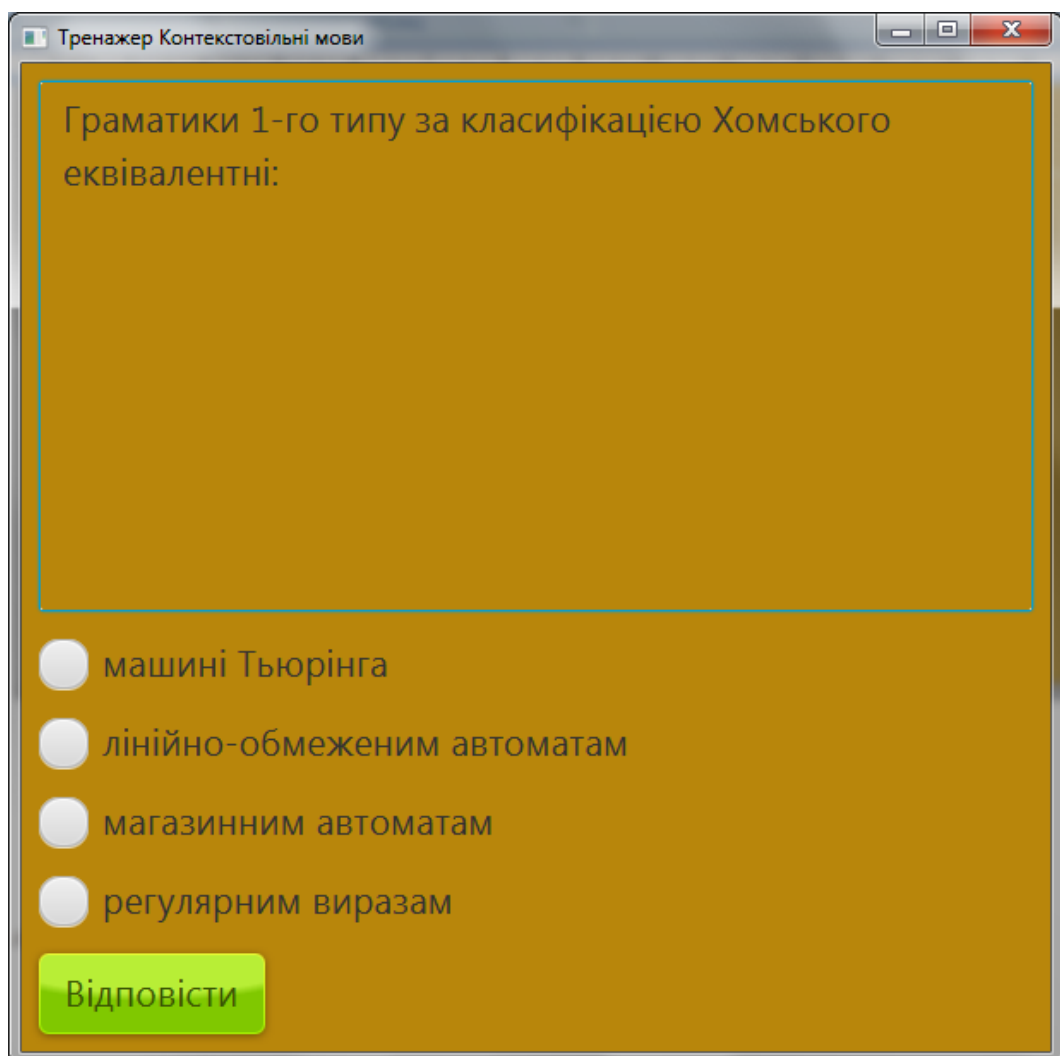 Тренажер Контекстовільні мови
Граматики 1-го типу за класифікацією Хомського
еквівалентні:
машині Тьюрінга
лінійно-обмеженим автоматам
магазинним автоматам
регулярним виразам
Відповісти